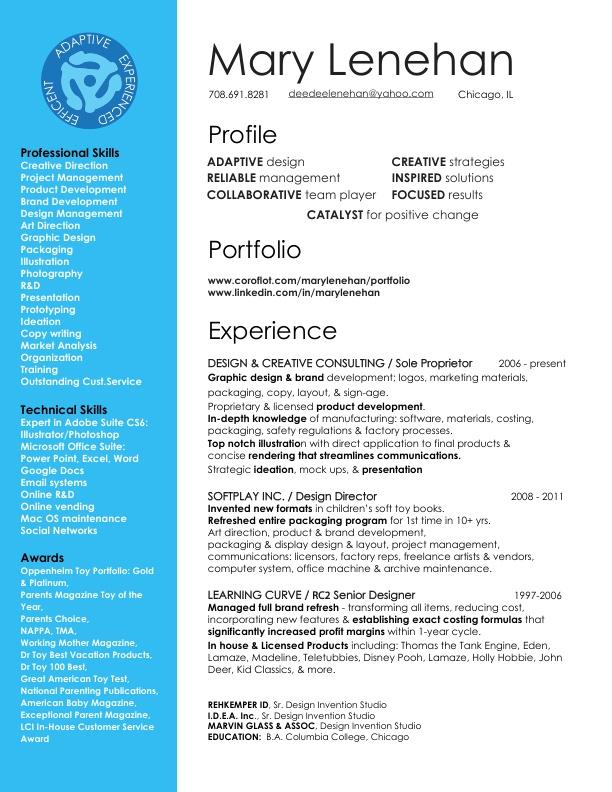 ADAPTIVE
EXPERIENCED
EFFICENT
Professional Skills
Creative Direction
Project Management
Product Development
Brand Development
Design Management
Art Direction
Graphic Design
Packaging
Illustration
Photography
R&D
Presentation
Prototyping
Ideation
Copy writing
Market Analysis
Organization
Training
Outstanding Cust.Service
Technical Skills
Expert in Adobe Suite CS6:
Illustrator/Photoshop
Microsoft Office Suite:
Power Point, Excel, Word
Google Docs
Email systems
Online R&D
Online vending
Mac OS maintenance
Social Networks
Awards
Oppenheim Toy Portfolio: Gold
& Platinum,
Parents Magazine Toy of the
Year,
Parents Choice,
NAPPA, TMA,
Working Mother Magazine,
Dr Toy Best Vacation Products,
Dr Toy 100 Best,
Great American Toy Test,
National Parenting Publications,
American Baby Magazine,
Exceptional Parent Magazine,
LCI In-House Customer Service
Award
Mary Lenehan
708.691.8281 deedeelenehan@yahoo.com Chicago, IL
Profile
ADAPTIVE design CREATIVE strategies
RELIABLE management INSPIRED solutions
COLLABORATIVE team player FOCUSED results
CATALYST for positive change
Portfolio
www.coroflot.com/marylenehan/portfolio
www.linkedin.com/in/marylenehan
Experience
DESIGN & CREATIVE CONSULTING / Sole Proprietor 2006 - present
Graphic design & brand development; logos, marketing materials,
packaging, copy, layout, & sign-age.
Proprietary & licensed product development.
In-depth knowledge of manufacturing: software, materials, costing,
packaging, safety regulations & factory processes.
Top notch illustration with direct application to final products &
concise rendering that streamlines communications.
Strategic ideation, mock ups, & presentation
SOFTPLAY INC. / Design Director 2008 - 2011
Invented new formats in children's soft toy books.
Refreshed entire packaging program for 1st time in 10+ yrs.
Art direction, product & brand development,
packaging & display design & layout, project management,
communications: licensors, factory reps, freelance artists & vendors,
computer system, office machine & archive maintenance.
LEARNING CURVE / RC2 Senior Designer 1997-2006
Managed full brand refresh - transforming all items, reducing cost,
incorporating new features & establishing exact costing formulas that
significantly increased profit margins within 1-year cycle.
In house & Licensed Products including: Thomas the Tank Engine, Eden,
Lamaze, Madeline, Teletubbies, Disney Pooh, Lamaze, Holly Hobbie, John
Deer, Kid Classics, & more.
REHKEMPER ID, Sr. Design Invention Studio
I.D.E.A. Inc., Sr. Design Invention Studio
MARVIN GLASS & ASSOC, Design Invention Studio
EDUCATION: B.A. Columbia College, Chicago